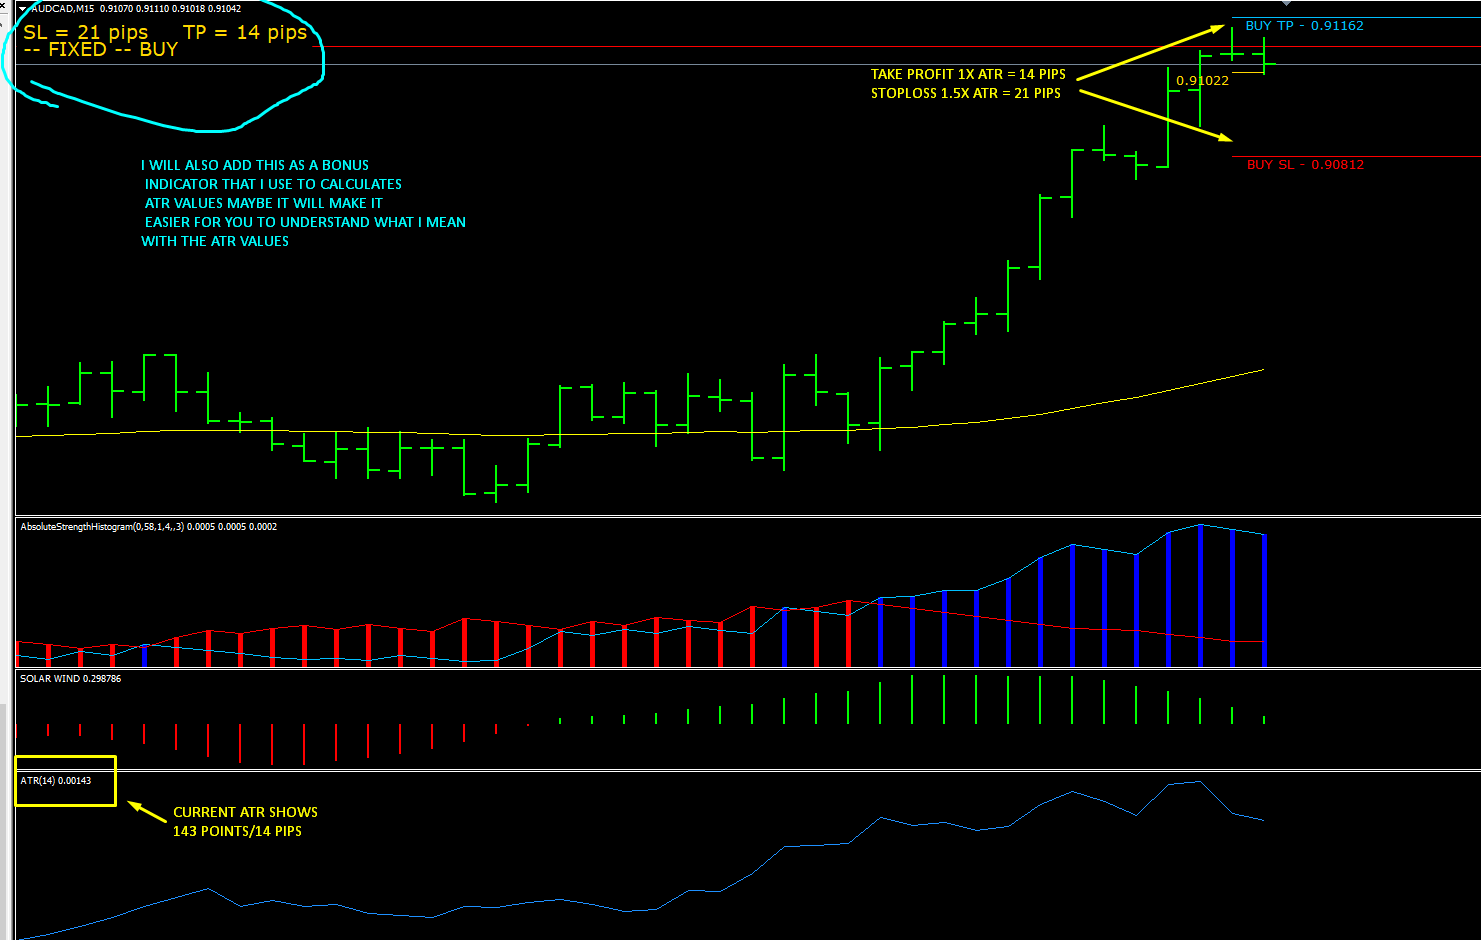 AUDCAD,M15 0.91070 0.91110 0.91018 0.91042
SL = 21 pips TP = 14 pips
-- FIXED -- BUY
BUY TP - 0.91162
TAKE PROFIT 1X ATR = 14 PIPS
STOPLOSS 1.5X ATR = 21 PIPS
0.91022
BUY SL - 0.90812
I WILL ALSO ADD THIS AS A BONUS
INDICATOR THAT I USE TO CALCULATES
ATR VALUES MAYBE IT WILL MAKE IT
EASIER FOR YOU TO UNDERSTAND WHAT I MEAN
WITH THE ATR VALUES
AbsoluteStrengthHistogram(0,58,1,4,,3) 0.0005 0.0005 0.0002
SOLAR WIND 0.298786
ATR(14) 0.00143
CURRENT ATR SHOWS
143 POINTS/14 PIPS